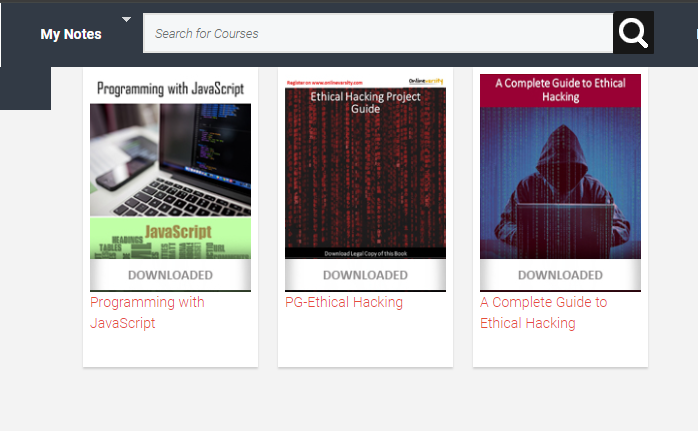 My Notes
Search for Courses
Programming with JavaScript
JavaScript
HEADINGS
TABLES
URL
DOWNLOADED
Programming with
JavaScript
Register on www.onlinevarsity.com
Onlinevarsity
Ethical Hacking Project
Guide
Download Legal Copy of this Book
DOWNLOADED
PG-Ethical Hacking
A Complete Guide to Ethical
Hacking
DOWNLOADED
A Complete Guide to
Ethical Hacking